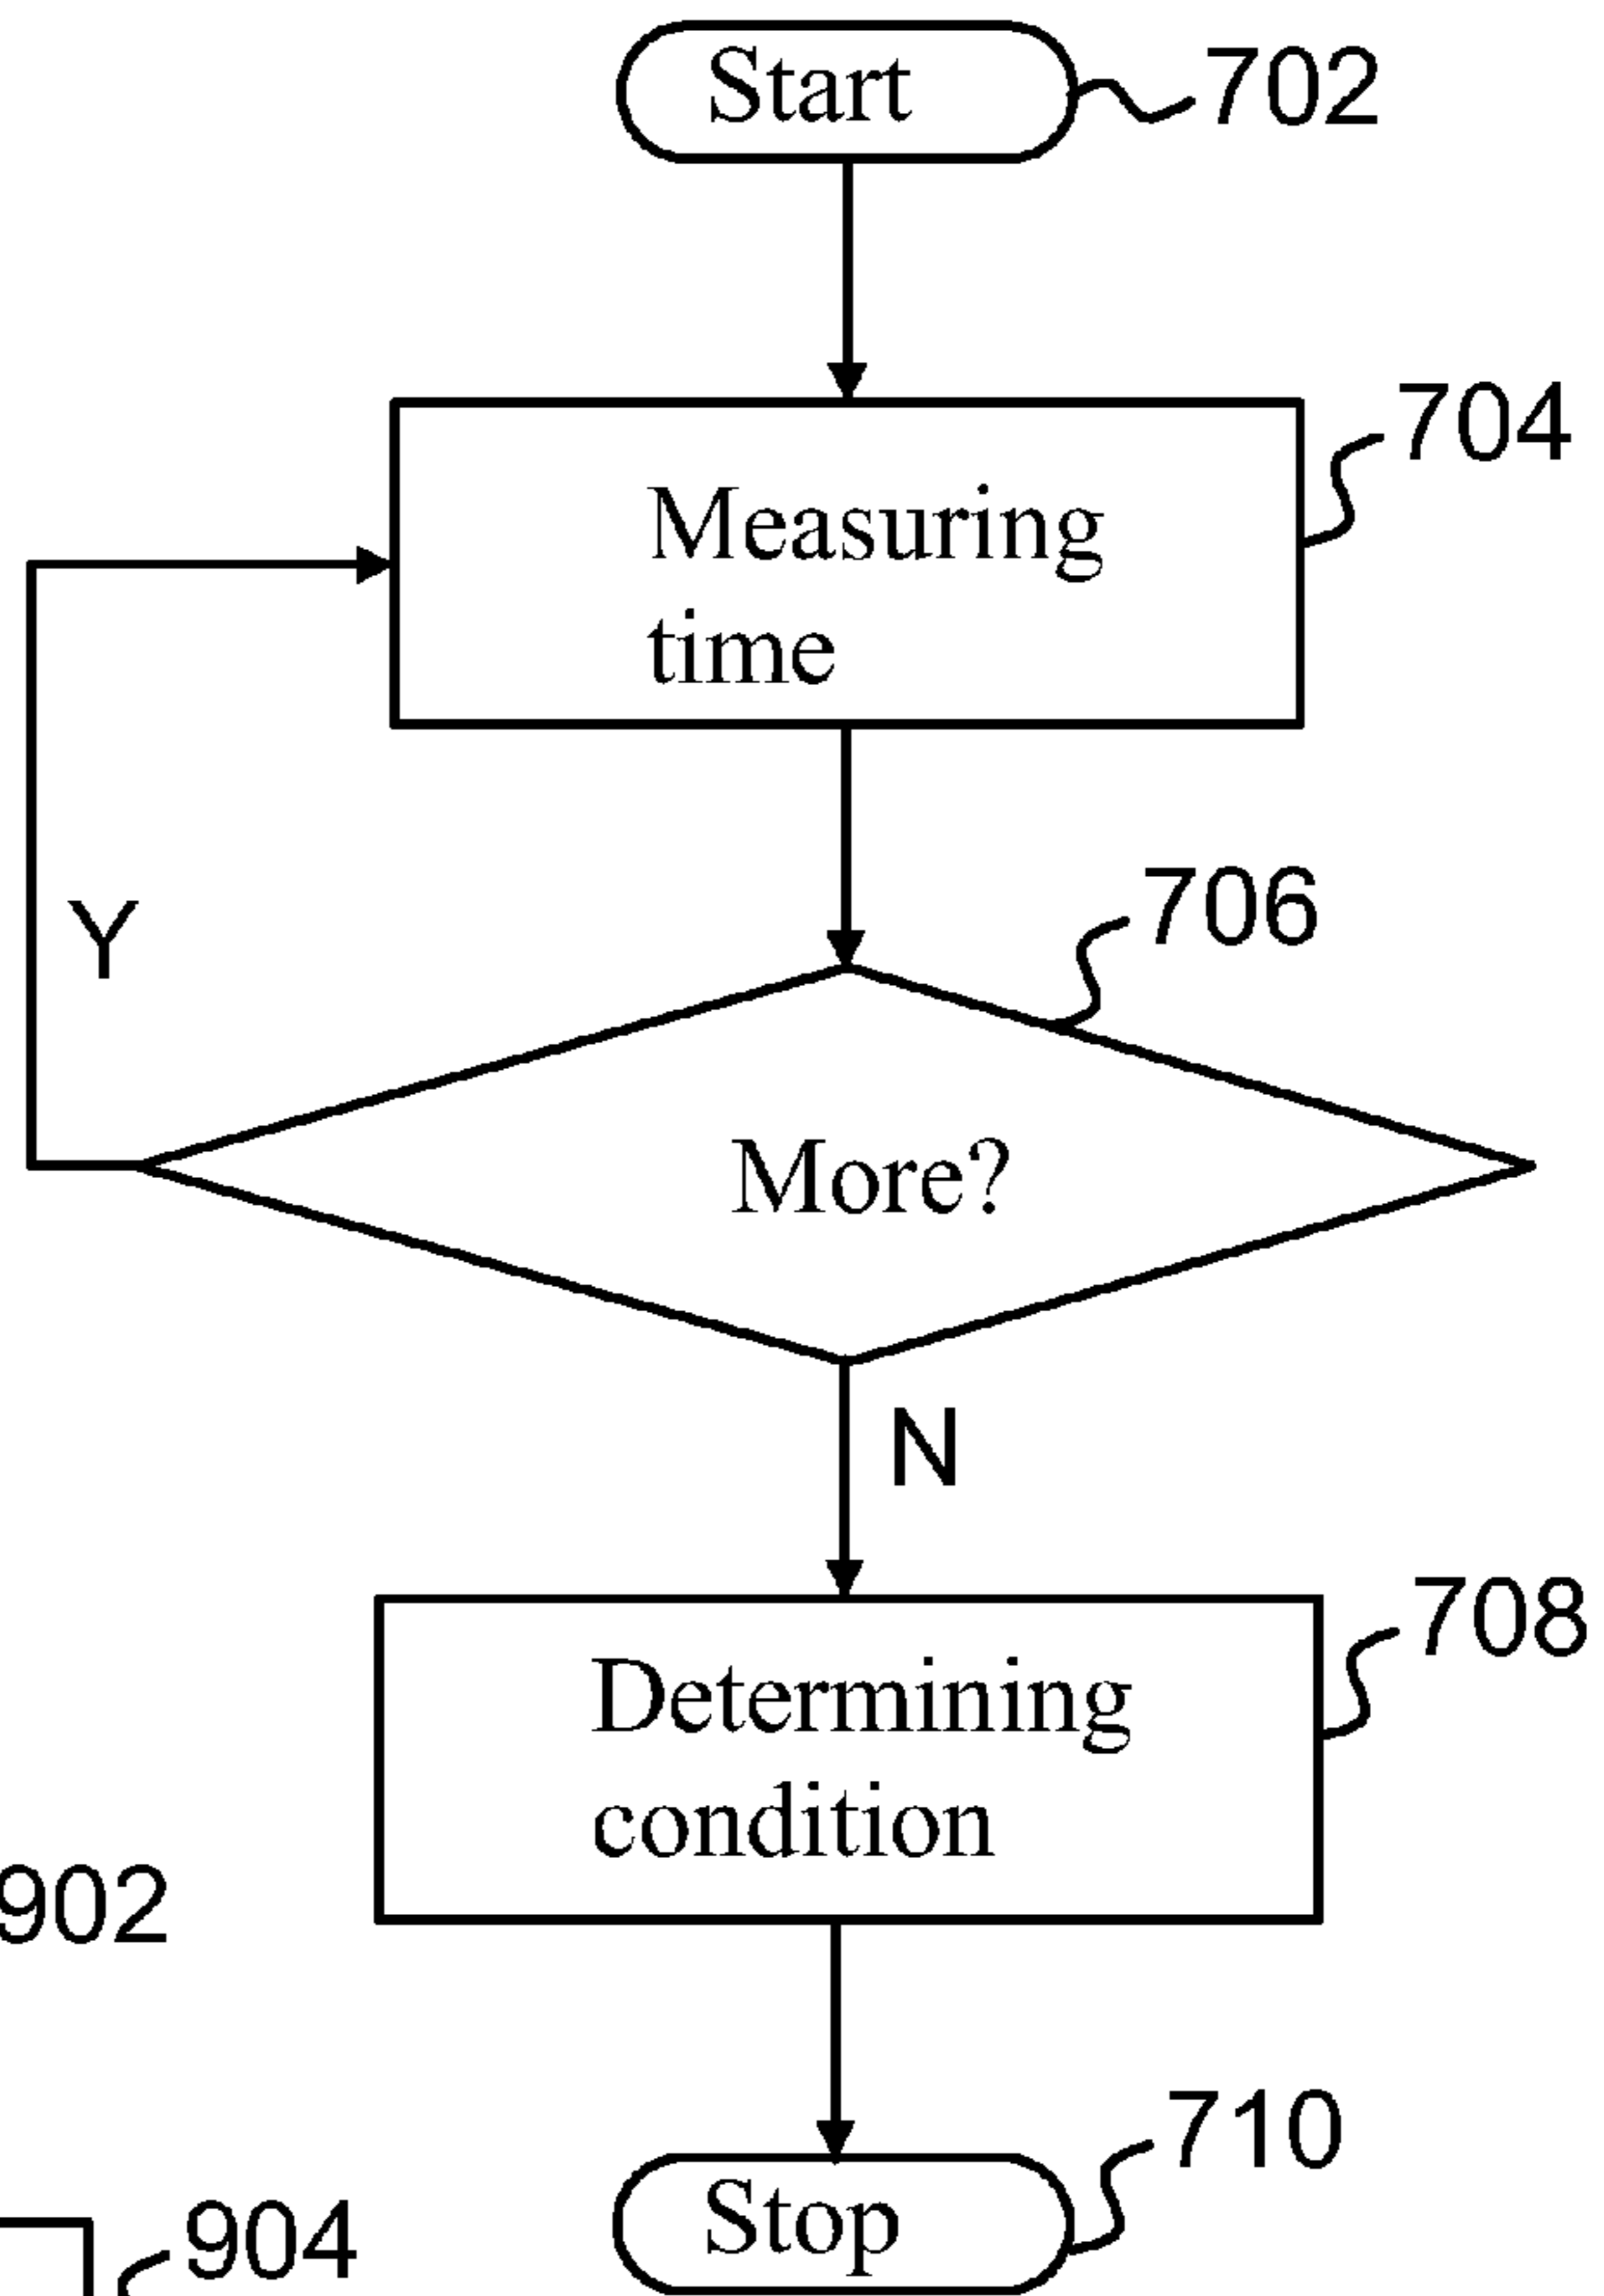 Start
702
704
Measuring
time
Y
706
More?
N
708
Determining
condition
902
710
Stop
904